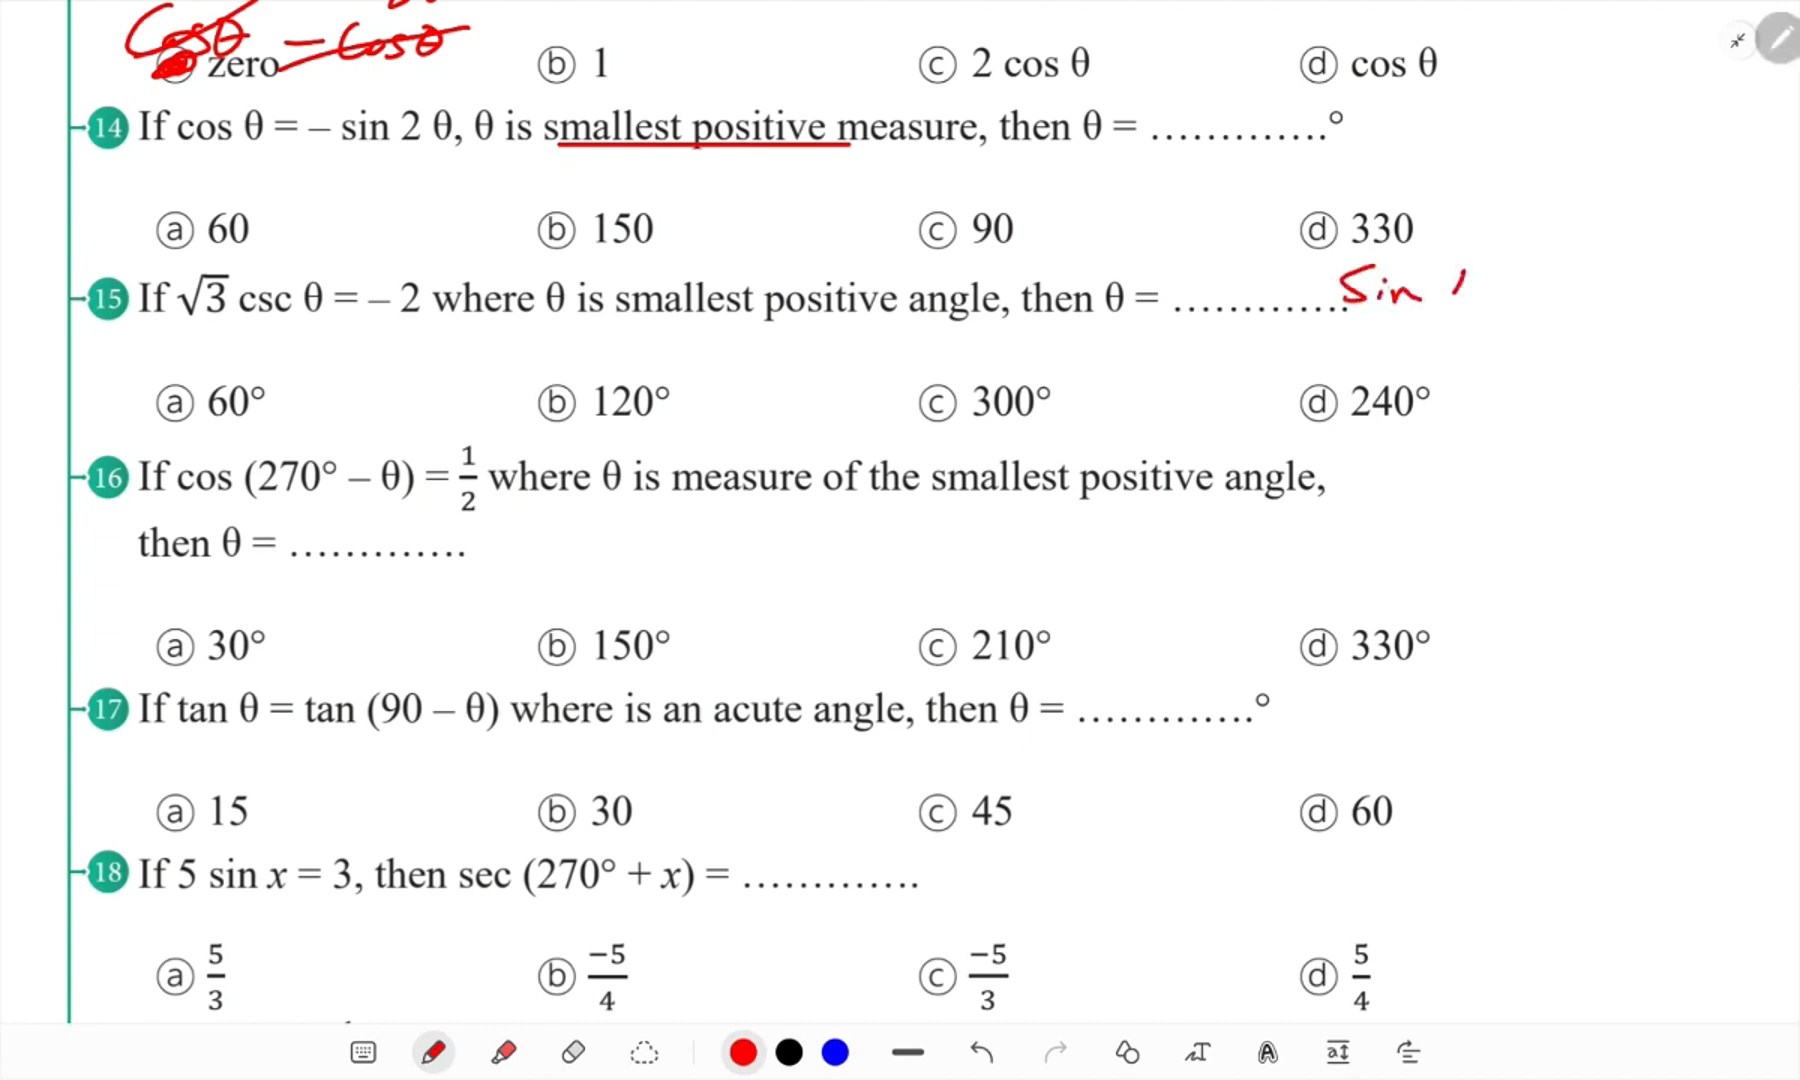 cosθ - cosθ
zero ⓑ 1 ⓒ 2 cos θ ⓓ cos θ
14 If cos θ = – sin 2 θ, θ is smallest positive measure, then θ = .............°
ⓐ 60 ⓑ 150 ⓒ 90 ⓓ 330
15 If √3 csc θ = – 2 where θ is smallest positive angle, then θ = ............. Sin
ⓐ 60° ⓑ 120° ⓒ 300° ⓓ 240°
16 If cos (270° – θ) = 1/2 where θ is measure of the smallest positive angle,
then θ = .............
ⓐ 30° ⓑ 150° ⓒ 210° ⓓ 330°
17 If tan θ = tan (90 – θ) where is an acute angle, then θ = .............°
ⓐ 15 ⓑ 30 ⓒ 45 ⓓ 60
18 If 5 sin x = 3, then sec (270° + x) = .............
ⓐ 5/3 ⓑ –5/4 ⓒ –5/3 ⓓ 5/4